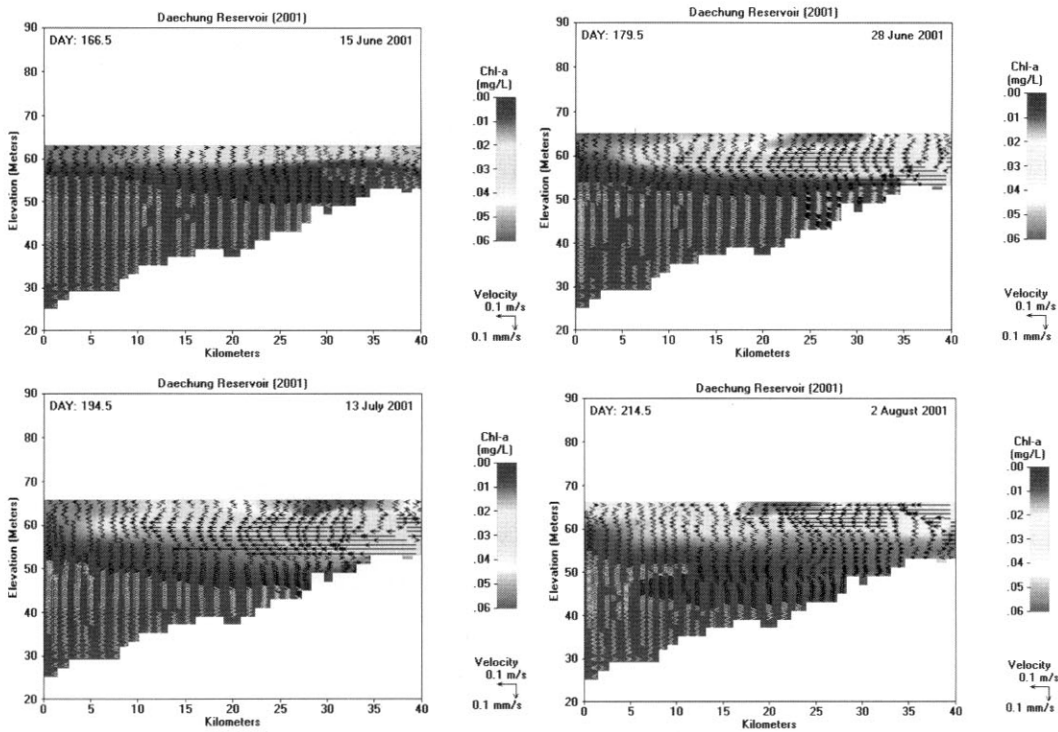 Daechung Reservoir (2001)
DAY: 166.5
15 June 2001
90
80
70
60
50
40
30
20
Elevation (Meters)
0
5
10
15
20
25
30
35
40
Kilometers
Chl-a
(mg/L)
.00
.01
.02
.03
.04
.05
.06
Velocity
0.1 m/s
0.1 mm/s
Daechung Reservoir (2001)
DAY: 179.5
28 June 2001
90
80
70
60
50
40
30
20
Elevation (Meters)
0
5
10
15
20
25
30
35
40
Kilometers
Chl-a
(mg/L)
.00
.01
.02
.03
.04
.05
.06
Velocity
0.1 m/s
0.1 mm/s
Daechung Reservoir (2001)
DAY: 194.5
13 July 2001
90
80
70
60
50
40
30
20
Elevation (Meters)
0
5
10
15
20
25
30
35
40
Kilometers
Chl-a
(mg/L)
.00
.01
.02
.03
.04
.05
.06
Velocity
0.1 m/s
0.1 mm/s
Daechung Reservoir (2001)
DAY: 214.5
2 August 2001
90
80
70
60
50
40
30
20
Elevation (Meters)
0
5
10
15
20
25
30
35
40
Kilometers
Chl-a
(mg/L)
.00
.01
.02
.03
.04
.05
.06
Velocity
0.1 m/s
0.1 mm/s